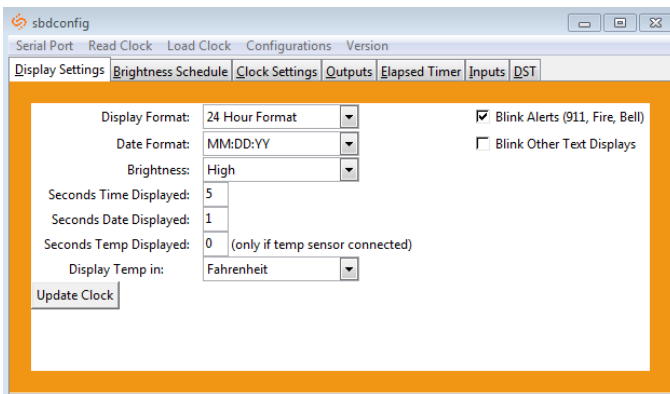 sbdconfig
Serial Port Read Clock Load Clock Configurations Version
Display Settings Brightness Schedule Clock Settings Outputs Elapsed Timer Inputs DST
Display Format: 24 Hour Format Blink Alerts (911, Fire, Bell)
Date Format: MM:DD:YY Blink Other Text Displays
Brightness: High
Seconds Time Displayed: 5
Seconds Date Displayed: 1
Seconds Temp Displayed: 0 (only if temp sensor connected)
Display Temp in: Fahrenheit
Update Clock